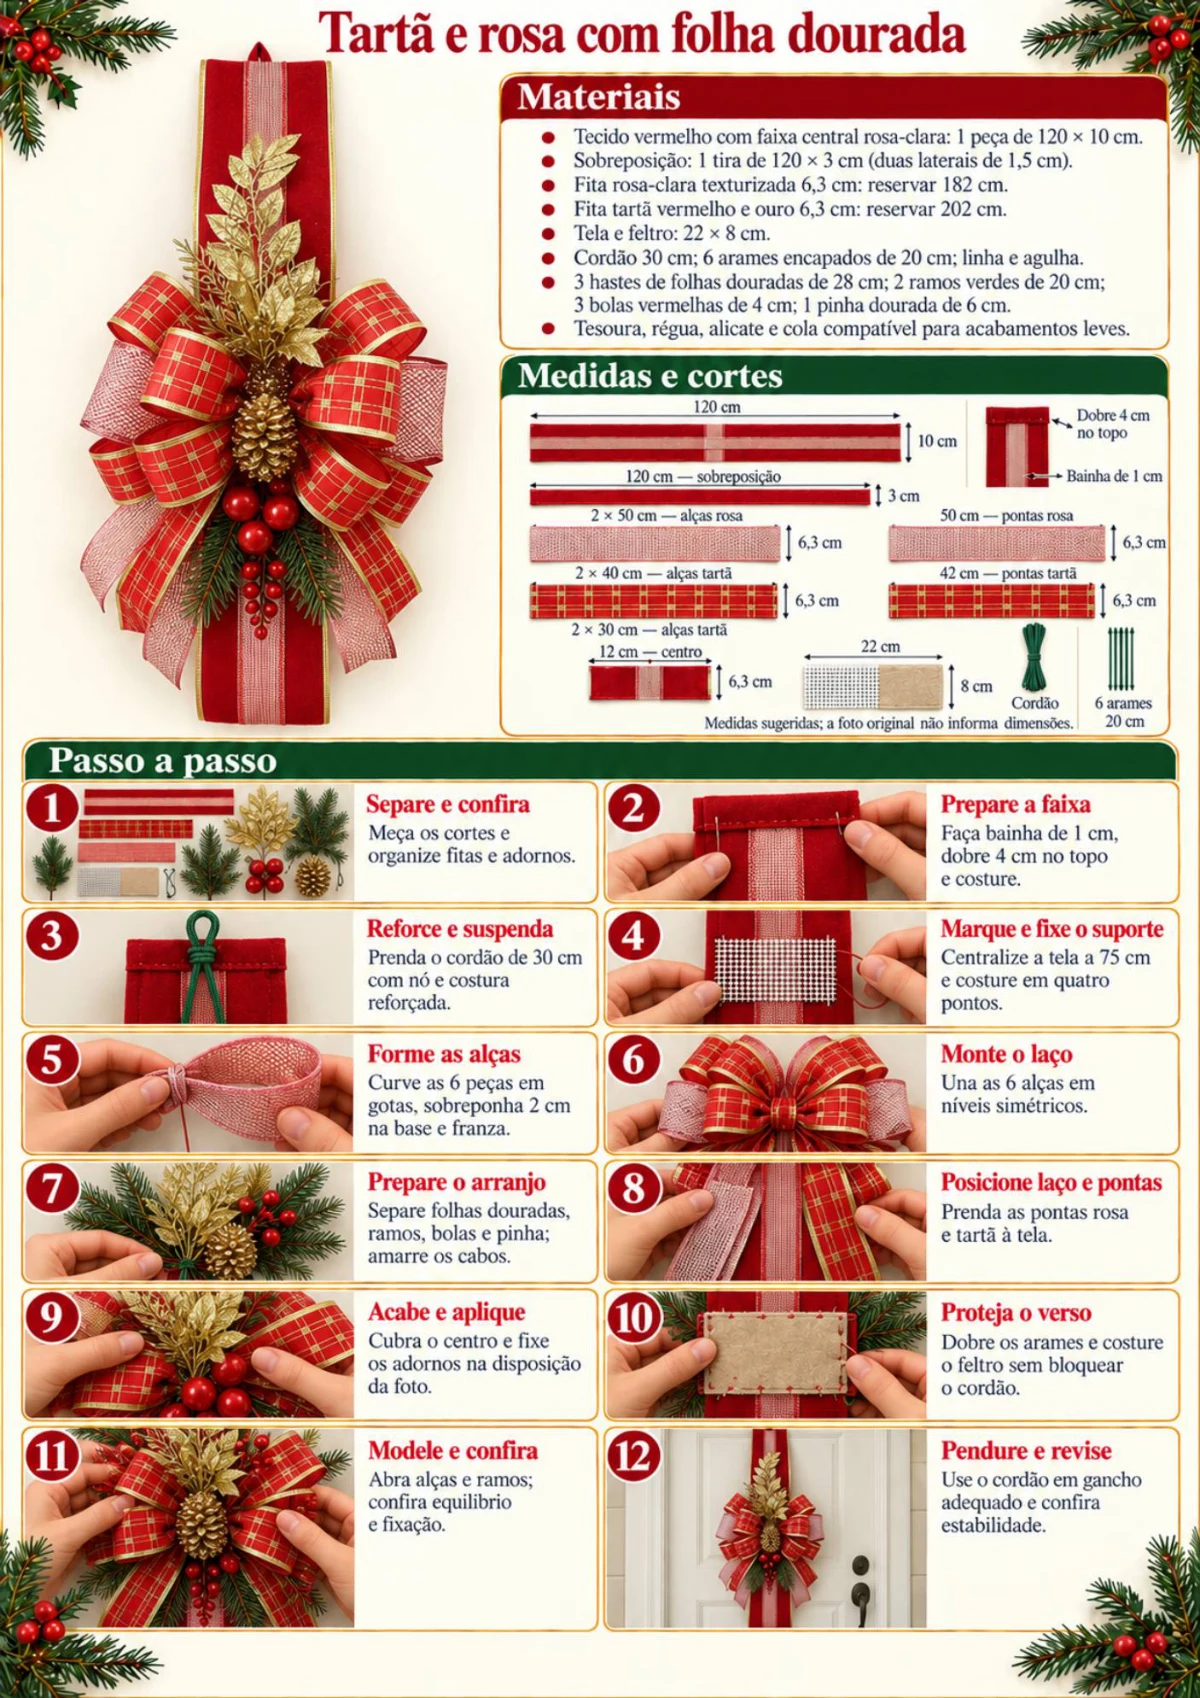 Tartã e rosa com folha dourada
Materiais
Tecido vermelho com faixa central rosa-clara: 1 peça de 120 × 10 cm.
Sobreposição: 1 tira de 120 × 3 cm (duas laterais de 1,5 cm).
Fita rosa-clara texturizada 6,3 cm: reservar 182 cm.
Fita tartã vermelho e ouro 6,3 cm: reservar 202 cm.
Tela e feltro: 22 × 8 cm.
Cordão 30 cm; 6 arames encapados de 20 cm; linha e agulha.
3 hastes de folhas douradas de 28 cm; 2 ramos verdes de 20 cm;
3 bolas vermelhas de 4 cm; 1 pinha dourada de 6 cm.
Tesoura, régua, alicate e cola compatível para acabamentos leves.
Medidas e cortes
120 cm
10 cm
Dobre 4 cm
no topo
Bainha de 1 cm
120 cm — sobreposição
3 cm
2 × 50 cm — alças rosa
6,3 cm
50 cm — pontas rosa
6,3 cm
2 × 40 cm — alças tartã
6,3 cm
42 cm — pontas tartã
6,3 cm
2 × 30 cm — alças tartã
12 cm — centro
6,3 cm
22 cm
8 cm
Cordão
6 arames
20 cm
Medidas sugeridas; a foto original não informa dimensões.
Passo a passo
1
Separe e confira
Meça os cortes e
organize fitas e adornos.
2
Prepare a faixa
Faça bainha de 1 cm,
dobre 4 cm no topo
e costure.
3
Reforce e suspenda
Prenda o cordão de 30 cm
com nó e costura
reforçada.
4
Marque e fixe o suporte
Centralize a tela a 75 cm
e costure em quatro
pontos.
5
Forme as alças
Curve as 6 peças em
gotas, sobreponha 2 cm
na base e franza.
6
Monte o laço
Una as 6 alças em
níveis simétricos.
7
Prepare o arranjo
Separe folhas douradas,
ramos, bolas e pinha;
amarre os cabos.
8
Posicione laço e pontas
Prenda as pontas rosa
e tartã à tela.
9
Acabe e aplique
Cubra o centro e fixe
os adornos na disposição
da foto.
10
Proteja o verso
Dobre os arames e costure
o feltro sem bloquear
o cordão.
11
Modele e confira
Abra alças e ramos;
confira equilibrio
e fixação.
12
Pendure e revise
Use o cordão em gancho
adequado e confira
estabilidade.